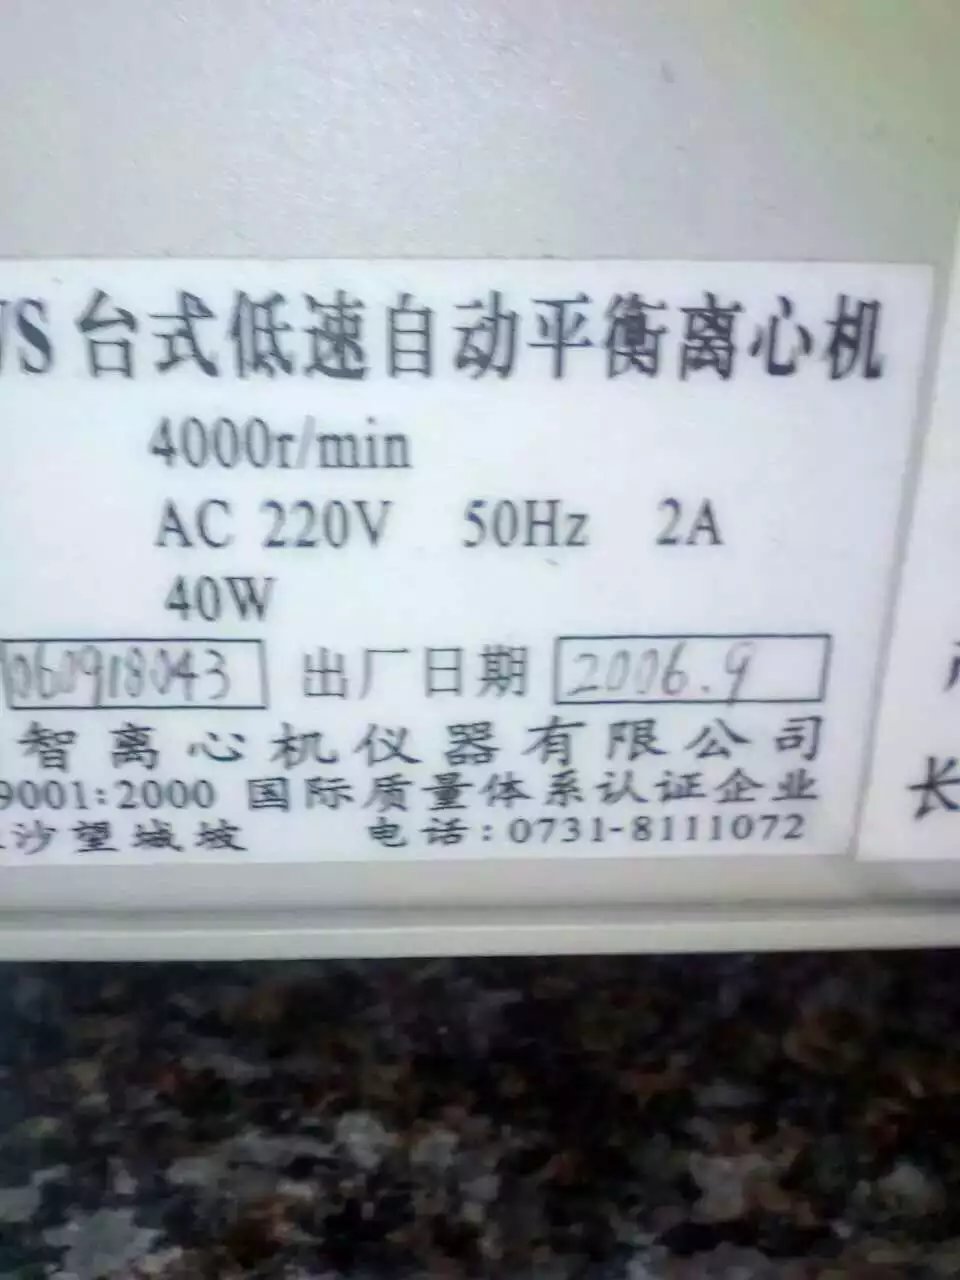 WS 台式低速自动平衡离心机
4000r/min
AC 220V 50Hz 2A
40W
060918043 出厂日期 2006.9
智离心机仪器有限公司
9001:2000 国际质量体系认证企业
沙望城坡 电话:0731-8111072
长